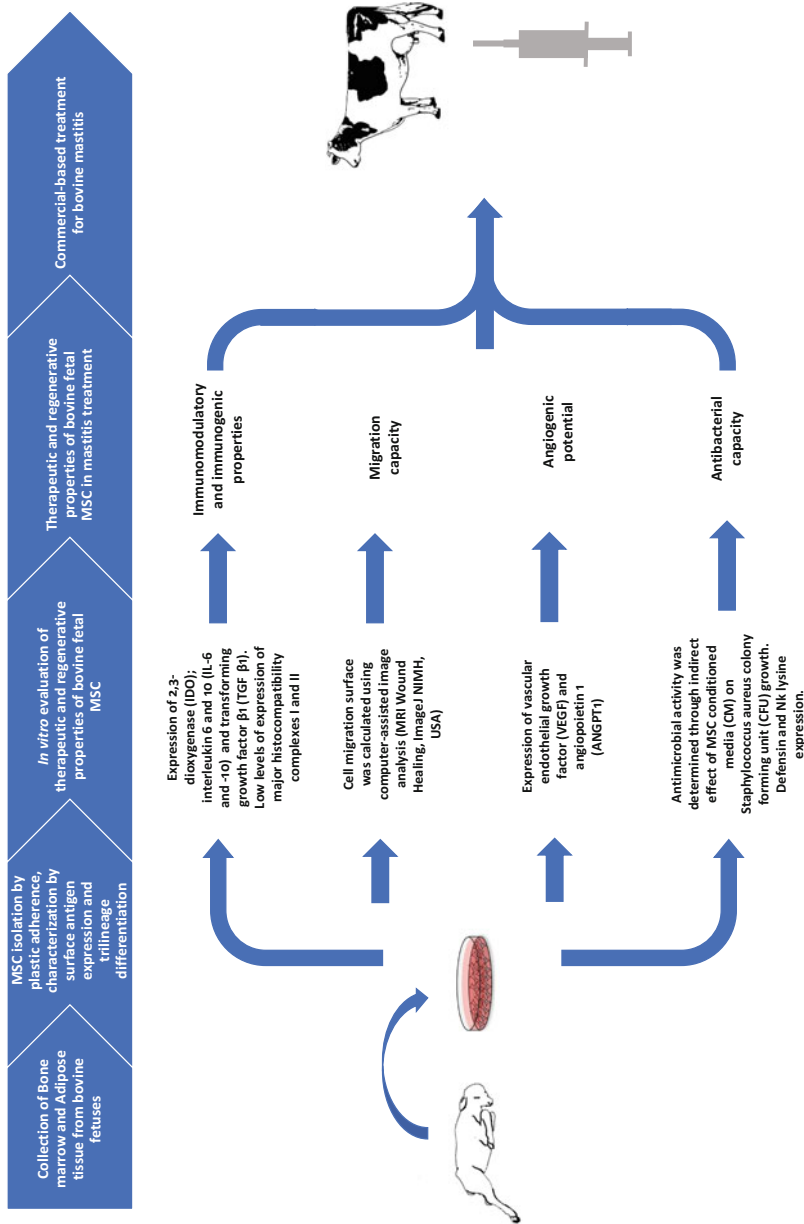 Collection of Bone
marrow and Adipose
tissue from bovine
fetuses
MSC isolation by
plastic adherence,
characterization by
surface antigen
expression and
trilineage
differentiation
In vitro evaluation of
therapeutic and regenerative
properties of bovine fetal
MSC
Therapeutic and regenerative
properties of bovine fetal
MSC in mastitis treatment
Commercial-based treatment
for bovine mastitis
Expression of 2,3-
dioxygenase (IDO);
interleukin 6 and 10 (IL-6
and -10) and transforming
growth factor β1 (TGF β1).
Low levels of expression of
major histocompatibility
complexes I and II
Immunomodulatory
and immunogenic
properties
Cell migration surface
was calculated using
computer-assisted image
analysis (MRI Wound
Healing, ImageJ NIMH,
USA)
Migration
capacity
Expression of vascular
endothelial growth
factor (VEGF) and
angiopoietin 1
(ANGPT1)
Angiogenic
potential
Antimicrobial activity was
determined through indirect
effect of MSC conditioned
media (CM) on
Staphylococcus aureus colony
forming unit (CFU) growth.
Defensin and Nk lysine
expression.
Antibacterial
capacity